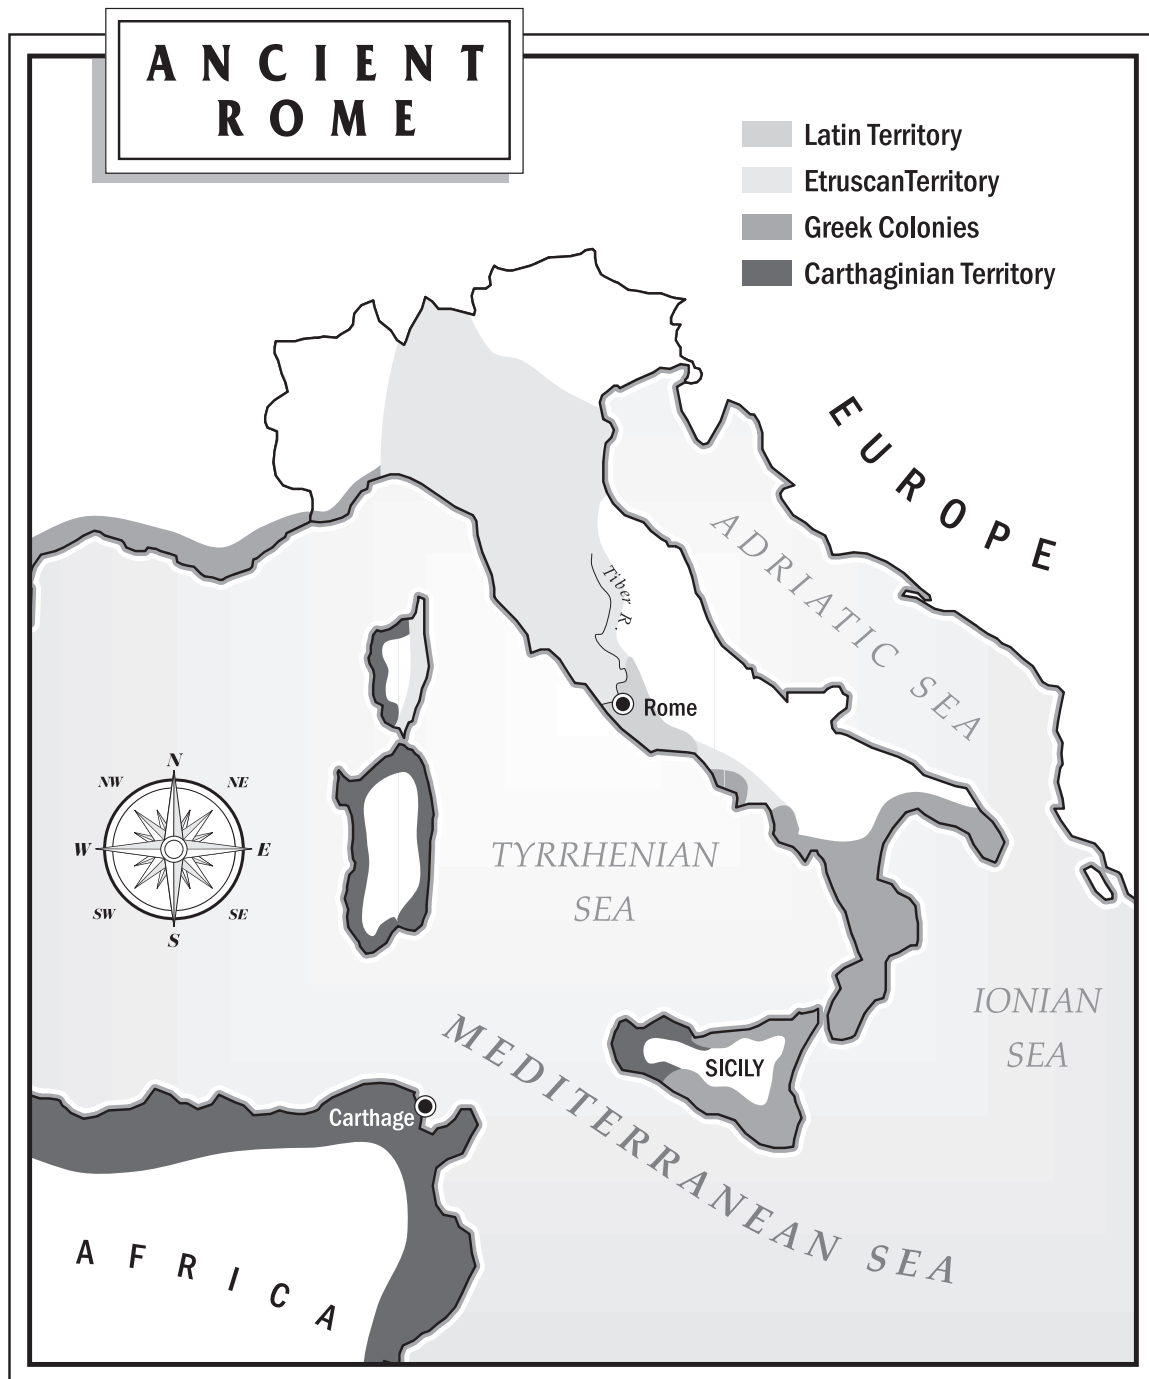 ANCIENT
ROME
Latin Territory
EtruscanTerritory
Greek Colonies
Carthaginian Territory
EUROPE
ADRIATIC SEA
Tiber R.
Rome
N
NW
NE
W
E
SW
SE
S
TYRRHENIAN
SEA
IONIAN
SEA
MEDITERRANEAN SEA
SICILY
Carthage
AFRICA